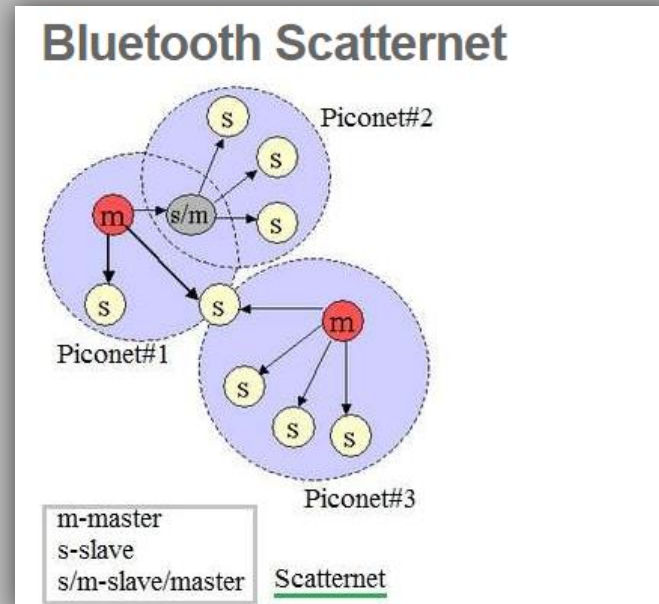 Bluetooth Scatternet
Piconet#2
s
s
m
s/m
s
s
s
m
Piconet#1
s
s
s
Piconet#3
m-master
s-slave
s/m-slave/master
Scatternet